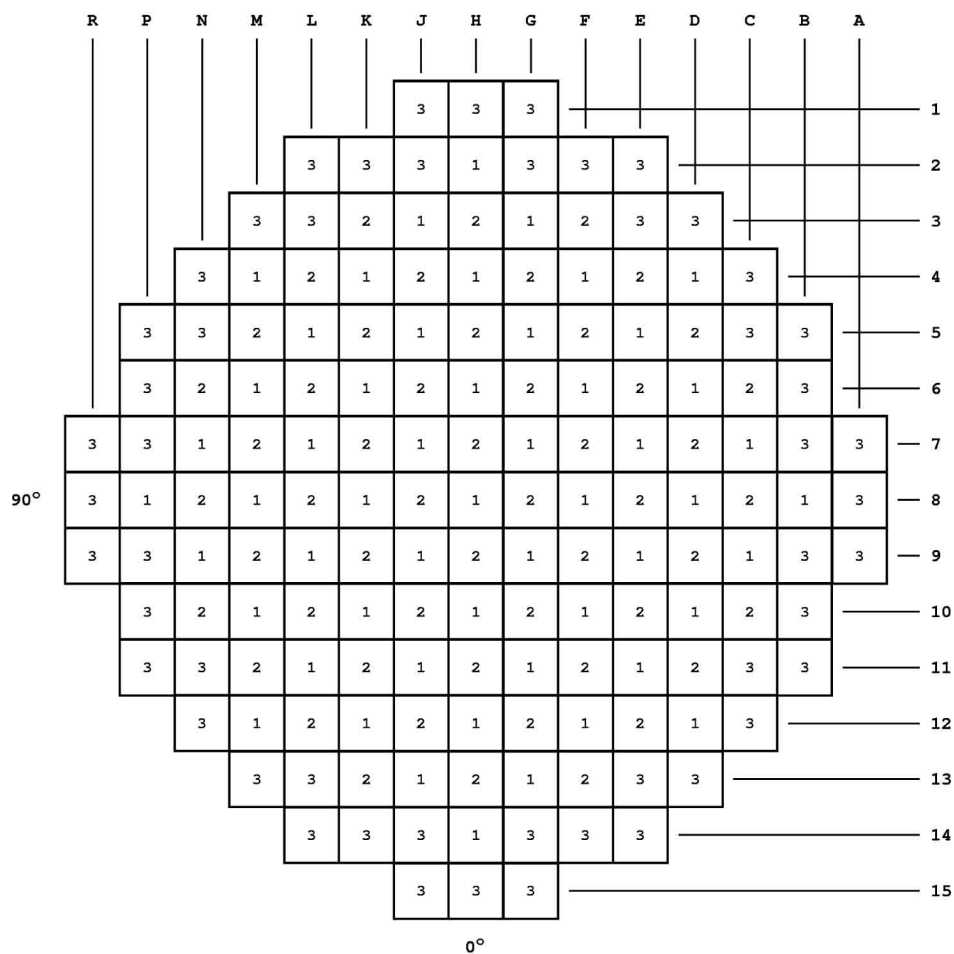 R P N M L K J H G F E D C B A
3 3 3 1
3 3 3 1 3 3 3 2
3 3 2 1 2 1 2 3 3 3
3 1 2 1 2 1 2 1 2 1 3 4
3 3 2 1 2 1 2 1 2 1 2 3 3 5
3 2 1 2 1 2 1 2 1 2 1 2 3 6
3 3 1 2 1 2 1 2 1 2 1 2 1 3 3 7
90° 3 1 2 1 2 1 2 1 2 1 2 1 2 1 3 8
3 3 1 2 1 2 1 2 1 2 1 2 1 3 3 9
3 2 1 2 1 2 1 2 1 2 1 2 3 10
3 3 2 1 2 1 2 1 2 1 2 3 3 11
3 1 2 1 2 1 2 1 2 1 3 12
3 3 2 1 2 1 2 3 3 13
3 3 3 1 3 3 3 14
3 3 3 15
0°